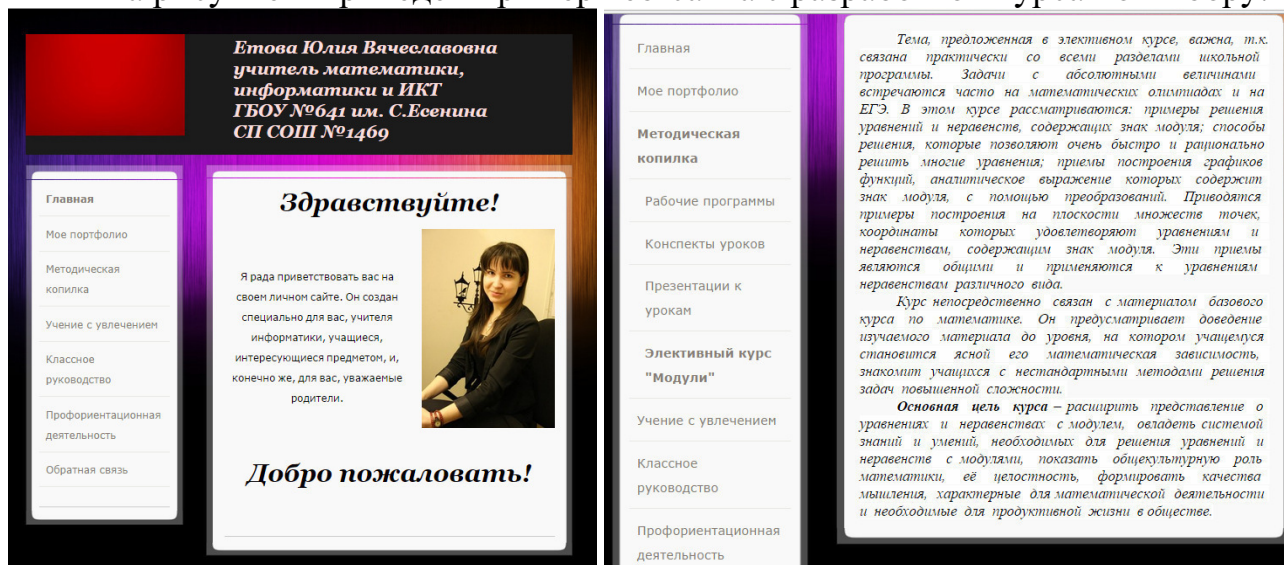 Етова Юлия Вячеславовна
учитель математики,
информатики и ИКТ
ГБОУ №641 им. С.Есенина
СП СОШ №1469
Главная
Мое портфолио
Методическая
копилка
Учение с увлечением
Классное
руководство
Профориентационная
деятельность
Обратная связь
Здравствуйте!
Я рада приветствовать вас на
своем личном сайте. Он создан
специально для вас, учителя
информатики, учащиеся,
интересующиеся предметом, и,
конечно же, для вас, уважаемые
родители.
Добро пожаловать!
Главная
Мое портфолио
Методическая
копилка
Рабочие программы
Конспекты уроков
Презентации к
урокам
Элективный курс
"Модули"
Учение с увлечением
Классное
руководство
Профориентационная
деятельность
Тема, предложенная в элективном курсе, важна, т.к.
связана практически со всеми разделами школьной
программы. Задачи с абсолютными величинами
встречаются часто на математических олимпиадах и на
ЕГЭ. В этом курсе рассматриваются: примеры решения
уравнений и неравенств, содержащих знак модуля; способы
решения, которые позволяют очень быстро и рационально
решить многие уравнения; приемы построения графиков
функций, аналитическое выражение которых содержит
знак модуля, с помощью преобразований. Приводятся
примеры построения на плоскости множеств точек,
координаты которых удовлетворяют уравнениям и
неравенствам, содержащим знак модуля. Эти приемы
являются общими и применяются к уравнениям
неравенствам различного вида.
Курс непосредственно связан с материалом базового
курса по математике. Он предусматривает доведение
изучаемого материала до уровня, на котором учащемуся
становится ясной его математическая зависимость,
знакомит учащихся с нестандартными методами решения
задач повышенной сложности.
Основная цель курса – расширить представление о
уравнениях и неравенствах с модулем, овладеть системой
знаний и умений, необходимых для решения уравнений и
неравенств с модулями, показать общекультурную роль
математики, её целостность, формировать качества
мышления, характерные для математической деятельности
и необходимые для продуктивной жизни в обществе.